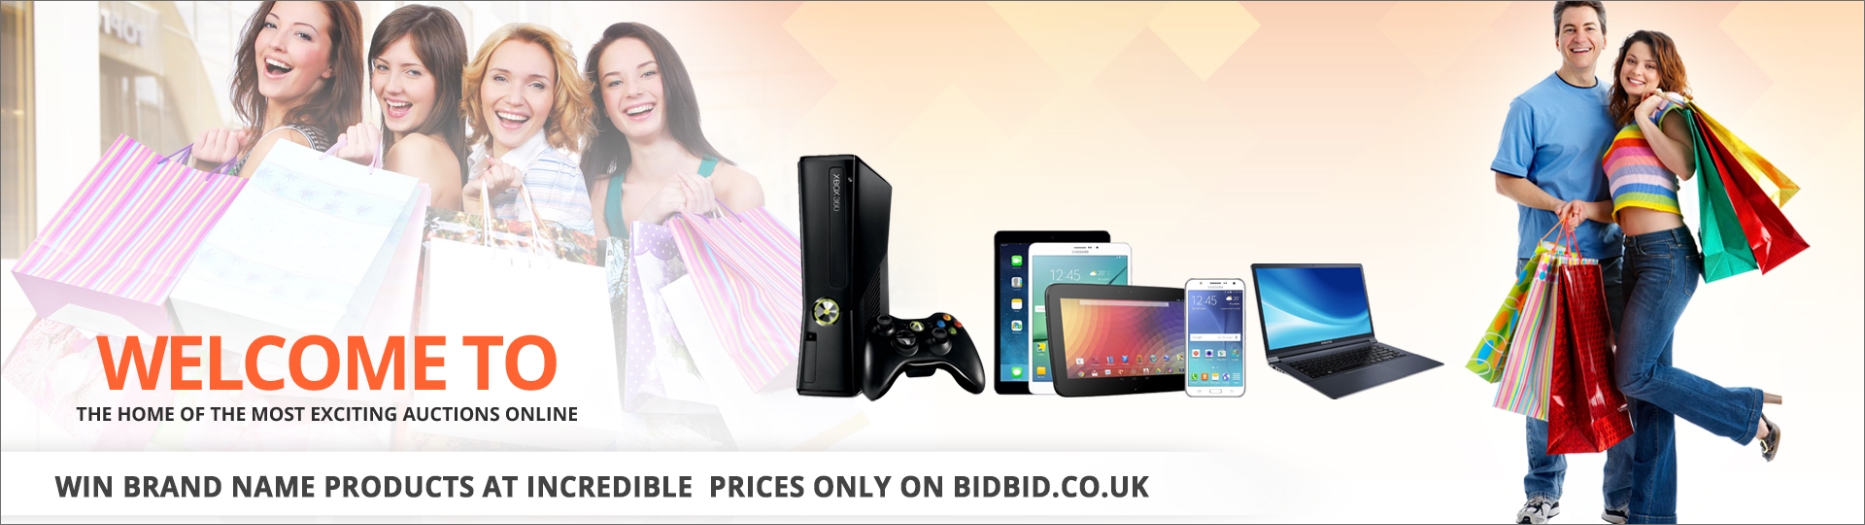 WELCOME TO
THE HOME OF THE MOST EXCITING AUCTIONS ONLINE
XBOX 360
12:45
12:45
WIN BRAND NAME PRODUCTS AT INCREDIBLE PRICES ONLY ON BIDBID.CO.UK